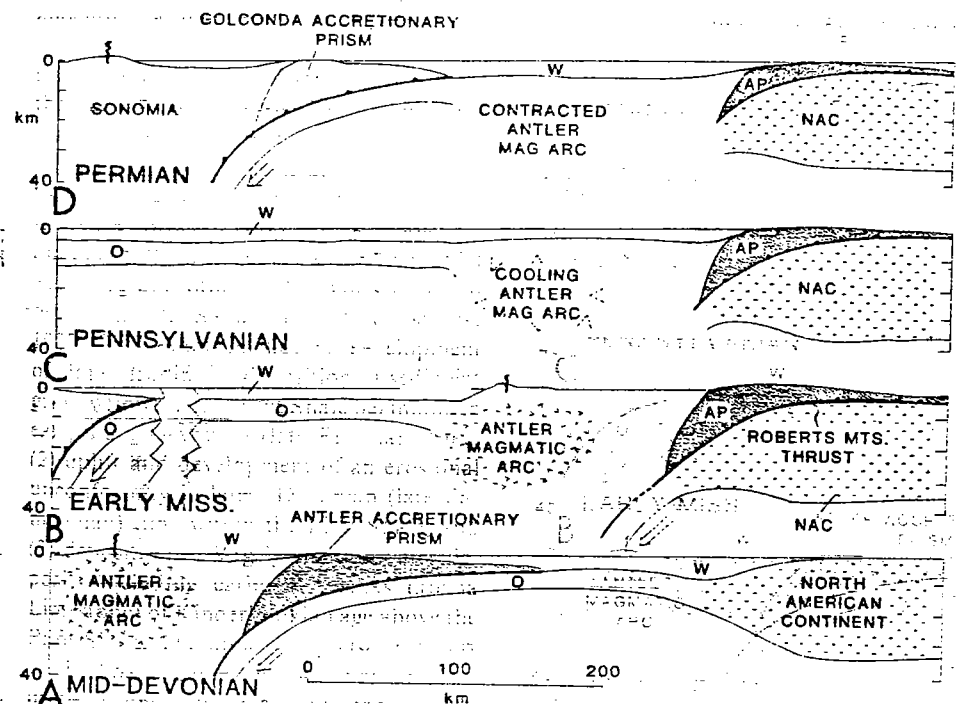 GOLCONDA ACCRETIONARY
PRISM
0
W
SONOMIA
km
CONTRACTED
ANTLER
MAG ARC
AP
NAC
40
PERMIAN
D
W
0
O
AP
COOLING
ANTLER
MAG ARC
NAC
40
PENNSYLVANIAN
C
W
0
O
AP
ANTLER
MAGMATIC
ARC
ROBERTS MTS.
THRUST
40
EARLY MISS.
NAC
B
ANTLER ACCRETIONARY
PRISM
0
W
W
O
ANTLER
MAGMATIC
ARC
NORTH
AMERICAN
CONTINENT
40
0 100 200
km
A
MID-DEVONIAN